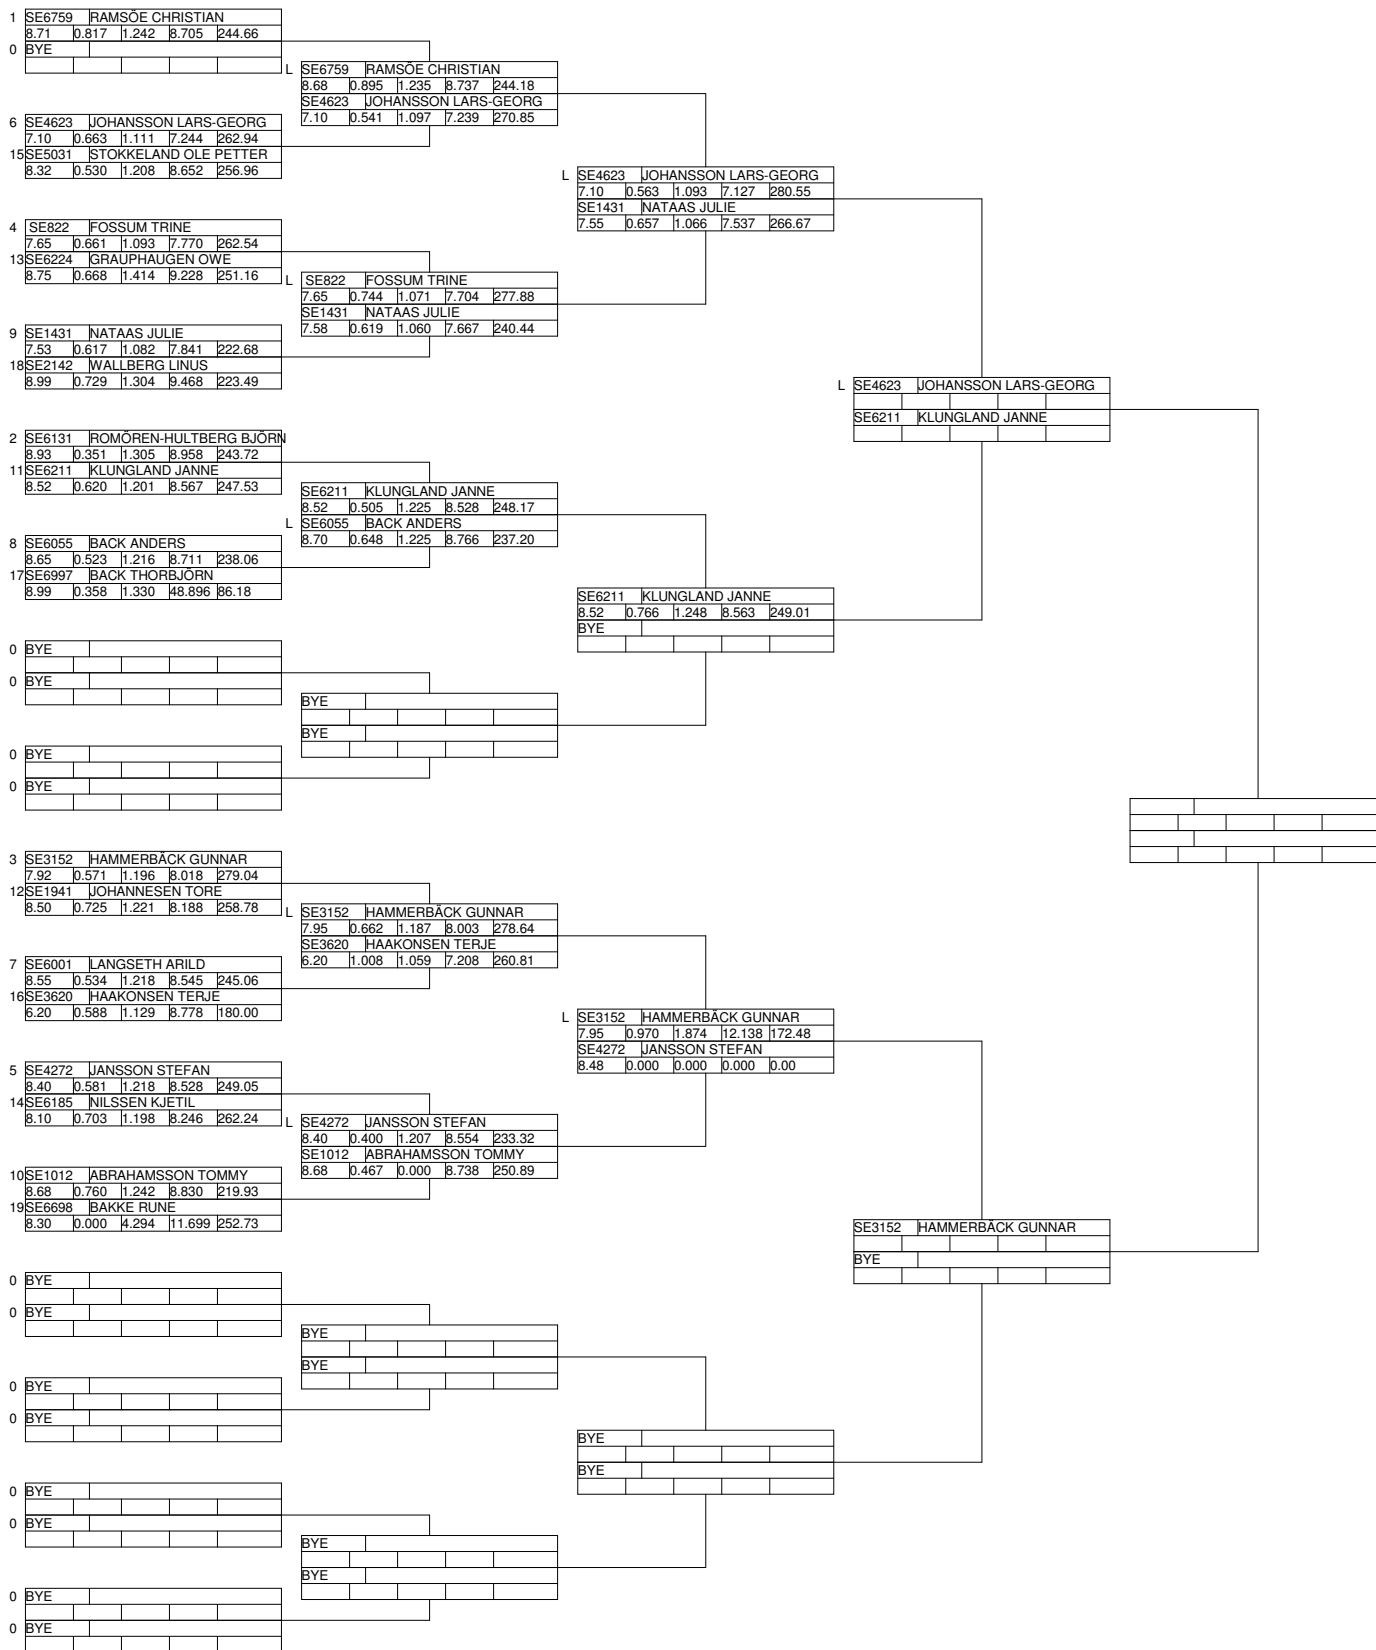 1 SE6759 RAMSÖE CHRISTIAN
8.71 0.817 1.242 8.705 244.66
0 BYE
L SE6759 RAMSÖE CHRISTIAN
8.68 0.895 1.235 8.737 244.18
SE4623 JOHANSSON LARS-GEORG
7.10 0.541 1.097 7.239 270.85
6 SE4623 JOHANSSON LARS-GEORG
7.10 0.663 1.111 7.244 262.94
15 SE5031 STOKKELAND OLE PETTER
8.32 0.530 1.208 8.652 256.96
L SE4623 JOHANSSON LARS-GEORG
7.10 0.563 1.093 7.127 280.55
SE1431 NATAAS JULIE
7.55 0.657 1.066 7.537 266.67
4 SE822 FOSSUM TRINE
7.65 0.661 1.093 7.770 262.54
13 SE6224 GRAUPHAUGEN OWE
8.75 0.668 1.414 9.228 251.16
L SE822 FOSSUM TRINE
7.65 0.744 1.071 7.704 277.88
SE1431 NATAAS JULIE
7.58 0.619 1.060 7.667 240.44
9 SE1431 NATAAS JULIE
7.53 0.617 1.082 7.841 222.68
18 SE2142 WALLBERG LINUS
8.99 0.729 1.304 9.468 223.49
L SE4623 JOHANSSON LARS-GEORG
SE6211 KLUNGLAND JANNE
2 SE6131 ROMÖREN-HULTBERG BJÖRN
8.93 0.351 1.305 8.958 243.72
11 SE6211 KLUNGLAND JANNE
8.52 0.620 1.201 8.567 247.53
SE6211 KLUNGLAND JANNE
8.52 0.505 1.225 8.528 248.17
L SE6055 BACK ANDERS
8.70 0.648 1.225 8.766 237.20
8 SE6055 BACK ANDERS
8.65 0.523 1.216 8.711 238.06
17 SE6997 BACK THORBJÖRN
8.99 0.358 1.330 48.896 86.18
SE6211 KLUNGLAND JANNE
8.52 0.766 1.248 8.563 249.01
BYE
0 BYE
0 BYE
BYE
BYE
0 BYE
0 BYE
3 SE3152 HAMMERBÄCK GUNNAR
7.92 0.571 1.196 8.018 279.04
12 SE1941 JOHANNESEN TORE
8.50 0.725 1.221 8.188 258.78
L SE3152 HAMMERBÄCK GUNNAR
7.95 0.662 1.187 8.003 278.64
SE3620 HAAKONSEN TERJE
6.20 1.008 1.059 7.208 260.81
7 SE6001 LANGSETH ARILD
8.55 0.534 1.218 8.545 245.06
16 SE3620 HAAKONSEN TERJE
6.20 0.588 1.129 8.778 180.00
L SE3152 HAMMERBÄCK GUNNAR
7.95 0.970 1.874 12.138 172.48
SE4272 JANSSON STEFAN
8.48 0.000 0.000 0.000 0.00
5 SE4272 JANSSON STEFAN
8.40 0.581 1.218 8.528 249.05
14 SE6185 NILSSEN KJETIL
8.10 0.703 1.198 8.246 262.24
L SE4272 JANSSON STEFAN
8.40 0.400 1.207 8.554 233.32
SE1012 ABRAHAMSSON TOMMY
8.68 0.467 0.000 8.738 250.89
10 SE1012 ABRAHAMSSON TOMMY
8.68 0.760 1.242 8.830 219.93
19 SE6698 BAKKE RUNE
8.30 0.000 4.294 11.699 252.73
SE3152 HAMMERBÄCK GUNNAR
BYE
0 BYE
0 BYE
BYE
BYE
0 BYE
0 BYE
BYE
BYE
0 BYE
0 BYE
BYE
BYE
0 BYE
0 BYE